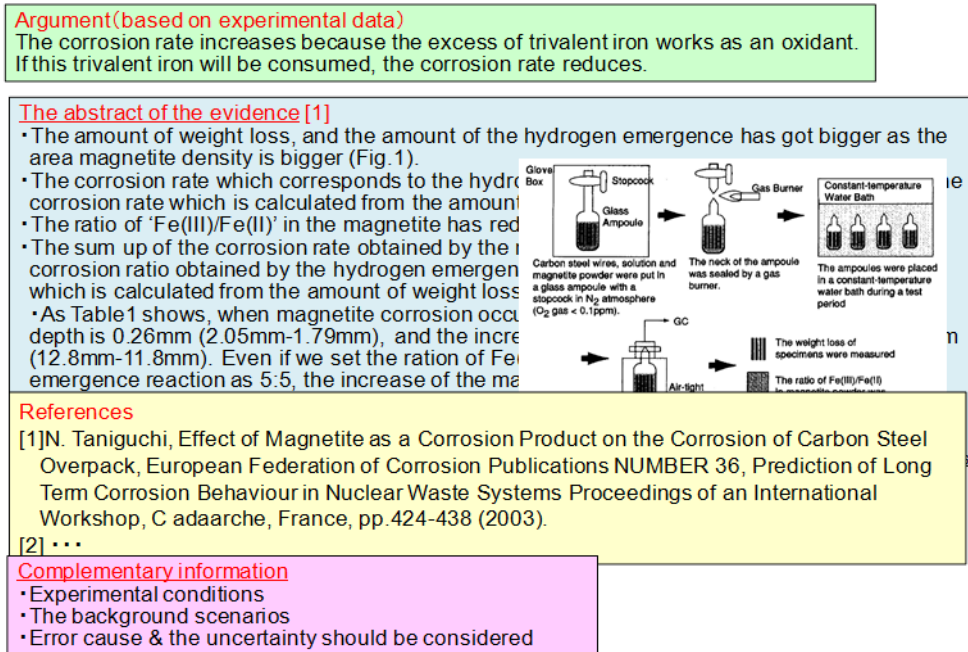 Argument(based on experimental data)
The corrosion rate increases because the excess of trivalent iron works as an oxidant.
If this trivalent iron will be consumed, the corrosion rate reduces.
The abstract of the evidence [1]
・The amount of weight loss, and the amount of the hydrogen emergence has got bigger as the
area magnetite density is bigger (Fig.1).
・The corrosion rate which corresponds to the
corrosion rate which is calculated from the amount
・The ratio of 'Fe(III)/Fe(II)' in the magnetite has
・The sum up of the corrosion rate obtained by the
corrosion ratio obtained by the hydrogen
which is calculated from the amount of weight loss
・As Table1 shows, when magnetite corrosion
depth is 0.26mm (2.05mm-1.79mm), and the
(12.8mm-11.8mm). Even if we set the ration of
emergence reaction as 5:5, the increase of the
Glove
Box
Stopcock
Glass
Ampoule
Gas Burner
Constant-temperature
Water Bath
Carbon steel wires, solution and
magnetite powder were put in
a glass ampoule with a
stopcock in N2 atmosphere
(O2 gas < 0.1ppm).
The neck of the ampoule
was sealed by a gas
burner.
The ampoules were placed
in a constant-temperature
water bath during a test
period
GC
Air-tight
The weight loss of
specimens were measured
The ratio of Fe(III)/Fe(II)
References
[1]N. Taniguchi, Effect of Magnetite as a Corrosion Product on the Corrosion of Carbon Steel
Overpack, European Federation of Corrosion Publications NUMBER 36, Prediction of Long
Term Corrosion Behaviour in Nuclear Waste Systems Proceedings of an International
Workshop, C adaarche, France, pp.424-438 (2003).
[2] ・・・
Complementary information
・Experimental conditions
・The background scenarios
・Error cause & the uncertainty should be considered